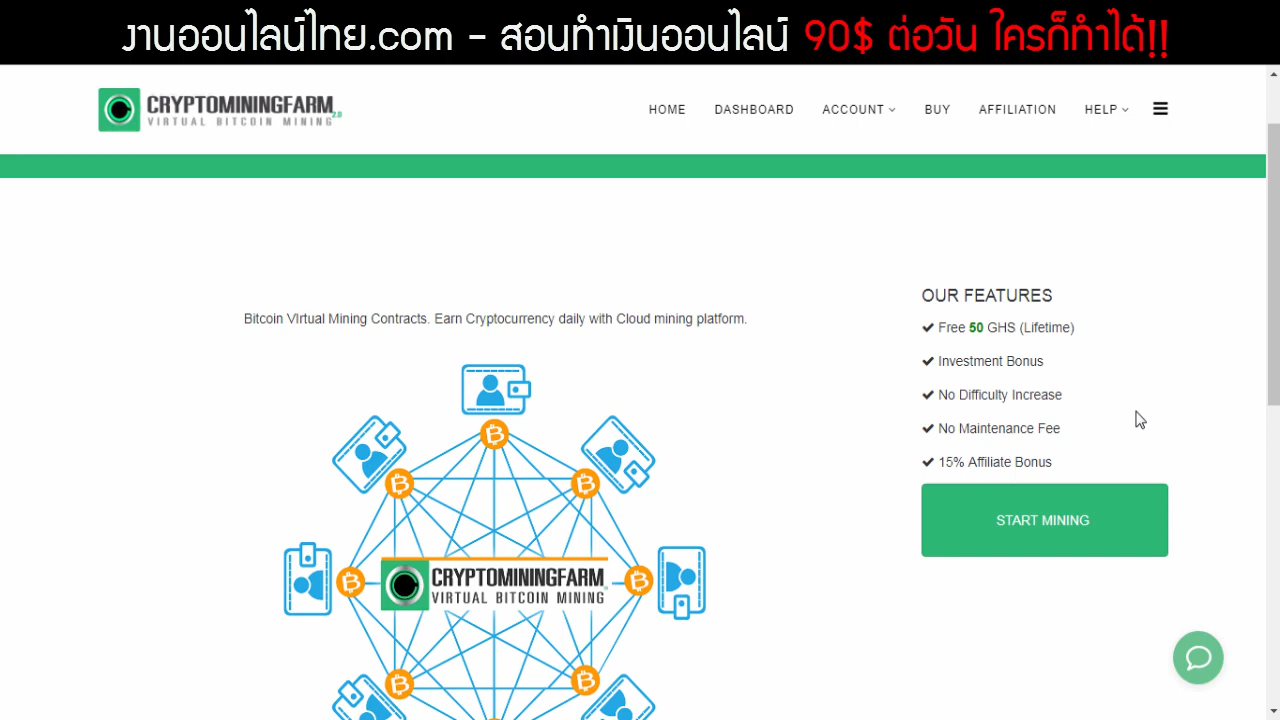 งานออนไลน์ไทย.com - สอนทำเงินออนไลน์ 90$ ต่อวัน ใครก็ทำได้!!
CRYPTOMININGFARM 2.0
VIRTUAL BITCOIN MINING
HOME DASHBOARD ACCOUNT BUY AFFILIATION HELP
OUR FEATURES
Bitcoin VIrtual Mining Contracts. Earn Cryptocurrency daily with Cloud mining platform.
Free 50 GHS (Lifetime)
Investment Bonus
No Difficulty Increase
No Maintenance Fee
15% Affiliate Bonus
START MINING
CRYPTOMININGFARM
VIRTUAL BITCOIN MINING